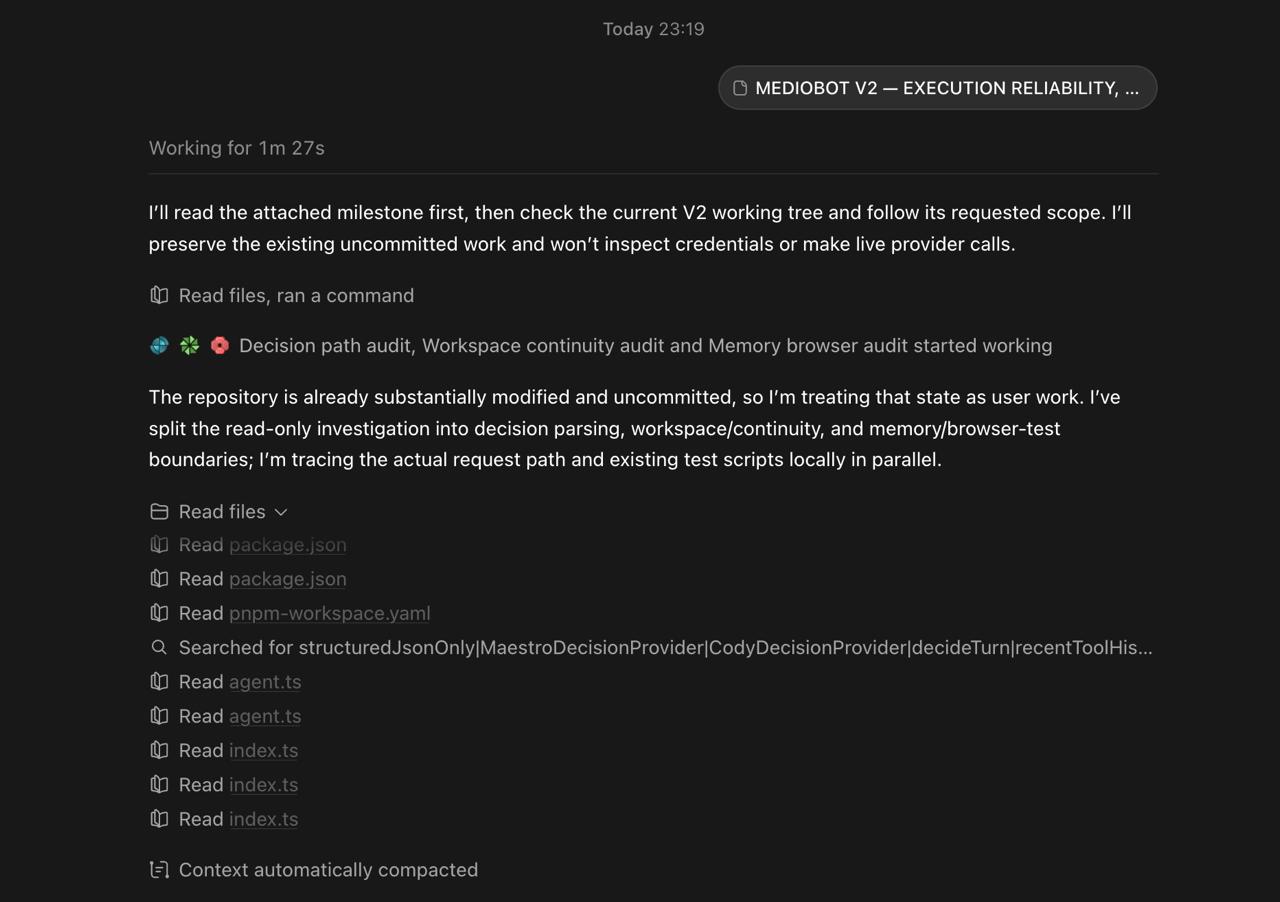 Today 23:19
MEDIOBOT V2 — EXECUTION RELIABILITY, ...
Working for 1m 27s
I’ll read the attached milestone first, then check the current V2 working tree and follow its requested scope. I’ll
preserve the existing uncommitted work and won’t inspect credentials or make live provider calls.
Read files, ran a command
Decision path audit, Workspace continuity audit and Memory browser audit started working
The repository is already substantially modified and uncommitted, so I’m treating that state as user work. I’ve
split the read-only investigation into decision parsing, workspace/continuity, and memory/browser-test
boundaries; I’m tracing the actual request path and existing test scripts locally in parallel.
Read files
Read package.json
Read package.json
Read pnpm-workspace.yaml
Searched for structuredJsonOnly|MaestroDecisionProvider|CodyDecisionProvider|decideTurn|recentToolHis...
Read agent.ts
Read agent.ts
Read index.ts
Read index.ts
Read index.ts
Context automatically compacted